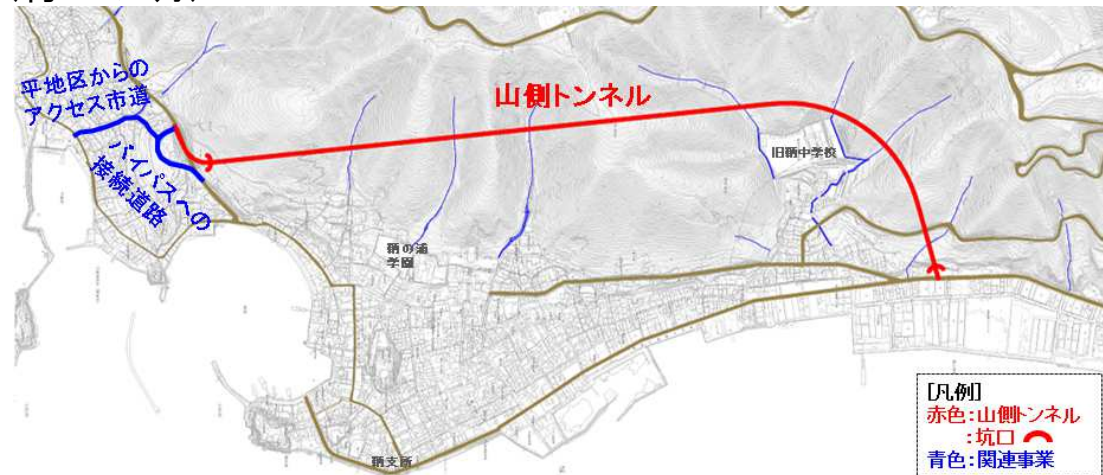 平地区からの
アクセス市道
バイパスへの
接続道路
山側トンネル
旧鞆中学校
鞆の浦
学園
鞆支所
[凡例]
赤色:山側トンネル
:坑口
青色:関連事業